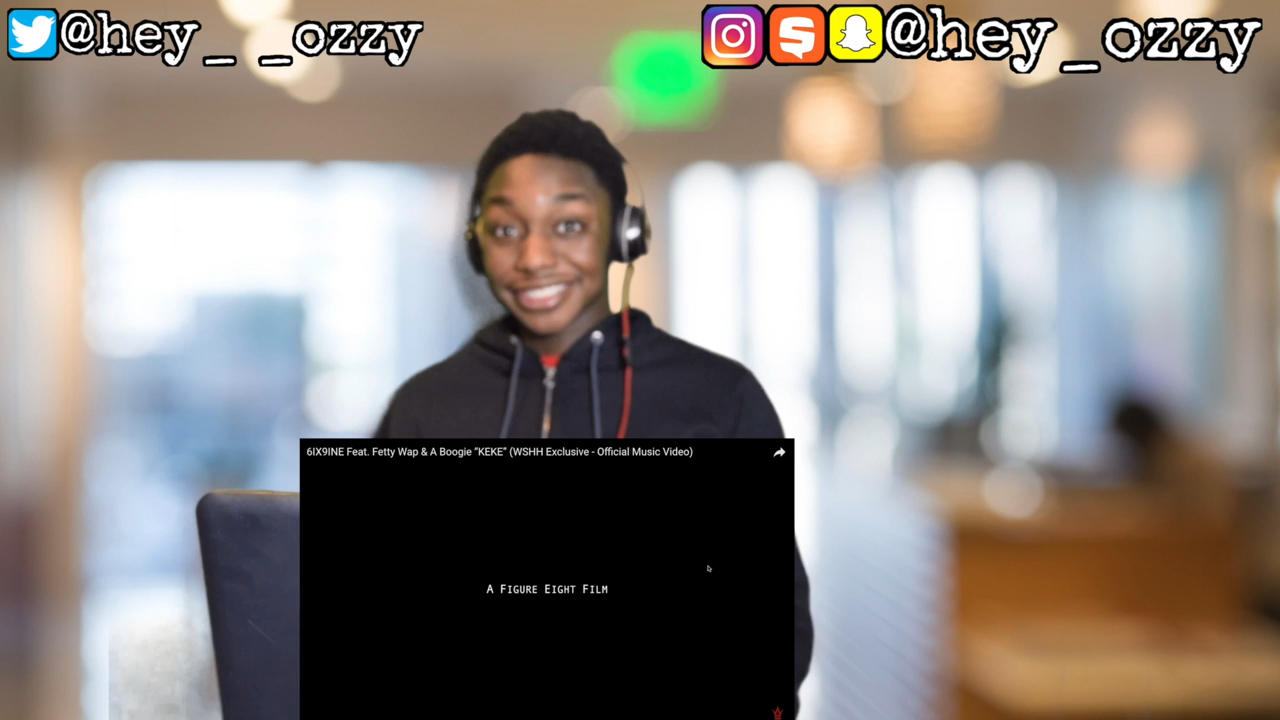 @hey_ _ozzy
@hey_ozzy
6IX9INE Feat. Fetty Wap & A Boogie "KEKE" (WSHH Exclusive - Official Music Video)
A FIGURE EIGHT FILM